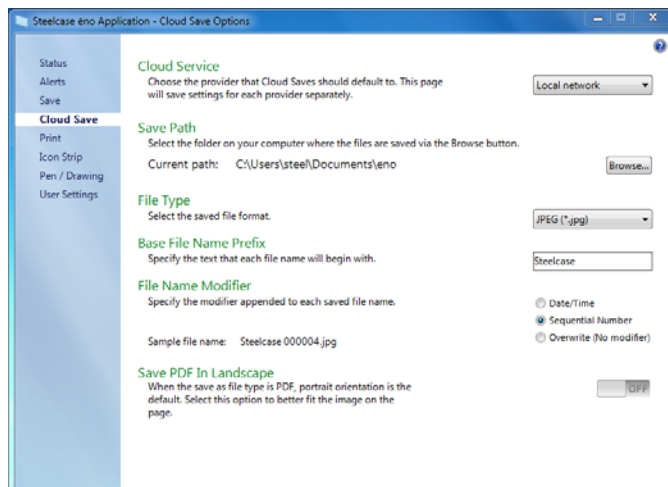 Steelcase ēno Application - Cloud Save Options
Status
Alerts
Save
Cloud Save
Print
Icon Strip
Pen / Drawing
User Settings
Cloud Service
Choose the provider that Cloud Saves should default to. This page
will save settings for each provider separately.
Local network
Save Path
Select the folder on your computer where the files are saved via the Browse button.
Current path: C:\Users\steel\Documents\eno
Browse...
File Type
Select the saved file format.
JPEG (*.jpg)
Base File Name Prefix
Specify the text that each file name will begin with.
Steelcase
File Name Modifier
Specify the modifier appended to each saved file name.
Date/Time
Sequential Number
Overwrite (No modifier)
Sample file name: Steelcase 000004.jpg
Save PDF In Landscape
When the save as file type is PDF, portrait orientation is the
default. Select this option to better fit the image on the
page.
OFF